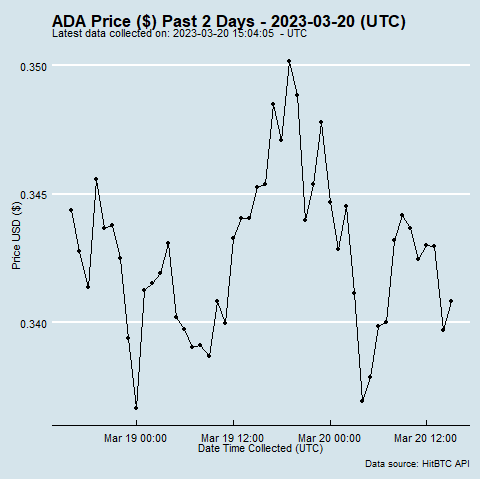 ADA Price ($) Past 2 Days - 2023-03-20 (UTC)
Latest data collected on: 2023-03-20 15:04:05 - UTC
0.350
0.345
0.340
Price USD ($)
Mar 19 00:00 Mar 19 12:00 Mar 20 00:00 Mar 20 12:00
Date Time Collected (UTC)
Data source: HitBTC API